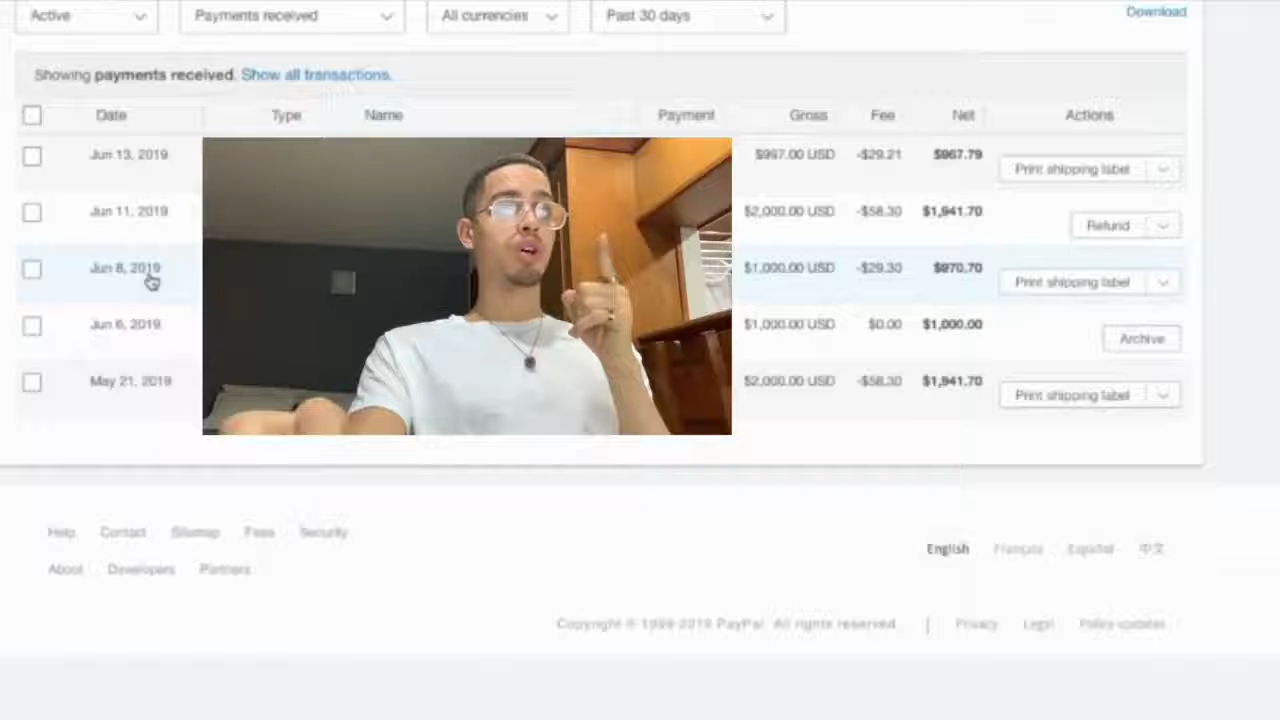 Active Payments received All currencies Past 30 days Download
Showing payments received. Show all transactions.
Date Type Name Payment Gross Fee Net Actions
Jun 13, 2019 $997.00 USD -$29.21 $967.79 Print shipping label
Jun 11, 2019 $2,000.00 USD -$58.30 $1,941.70 Refund
Jun 8, 2019 $1,000.00 USD -$29.30 $970.70 Print shipping label
Jun 6, 2019 $1,000.00 USD $0.00 $1,000.00 Archive
May 21, 2019 $2,000.00 USD -$58.30 $1,941.70 Print shipping label
Help Contact Sitemap Fees Security
English Français Español 中文
About Developers Partners
Copyright © 1999-2019 PayPal. All rights reserved. | Privacy Legal Policy updates